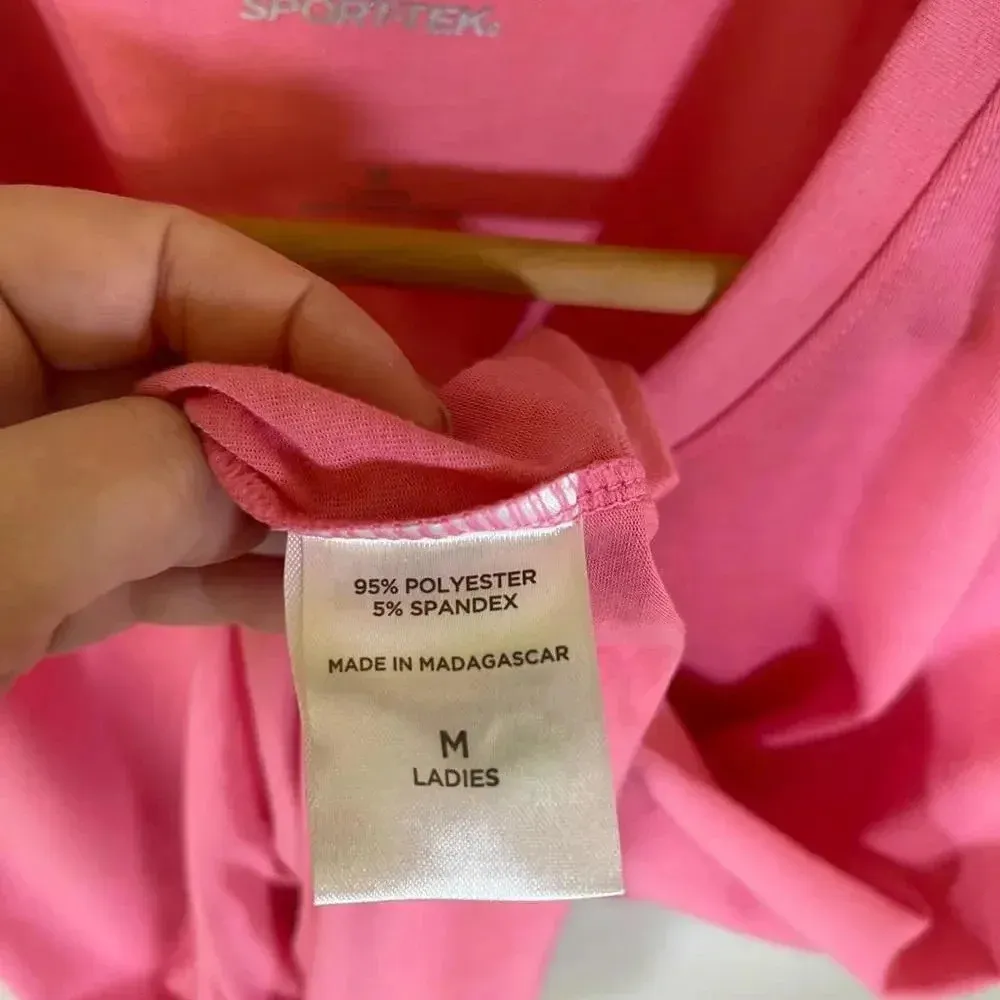 SPORT-TEK®
95% POLYESTER
5% SPANDEX
MADE IN MADAGASCAR
M
LADIES